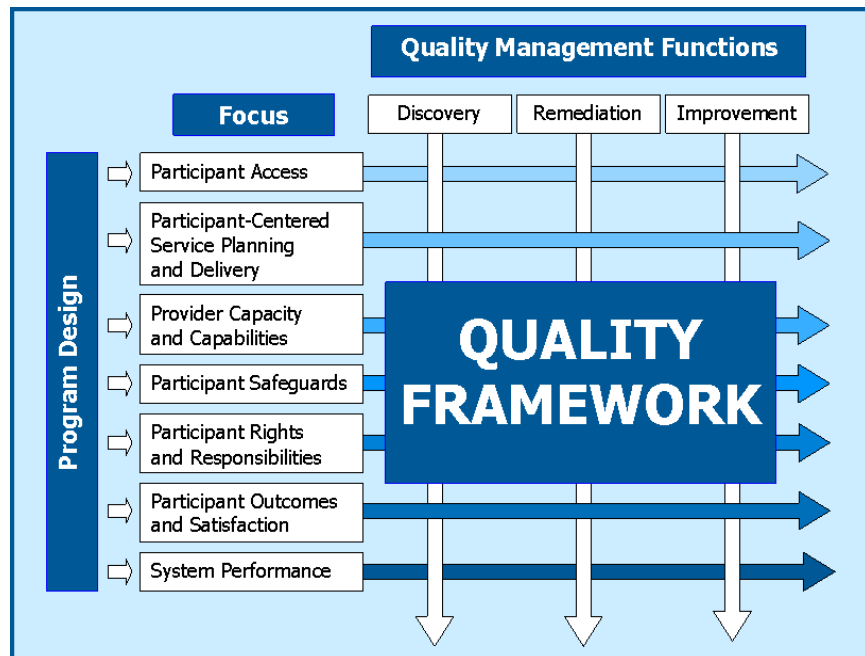 Quality Management Functions
Focus
Discovery
Remediation
Improvement
Program Design
Participant Access
Participant-Centered
Service Planning
and Delivery
Provider Capacity
and Capabilities
Participant Safeguards
Participant Rights
and Responsibilities
Participant Outcomes
and Satisfaction
System Performance
QUALITY
FRAMEWORK